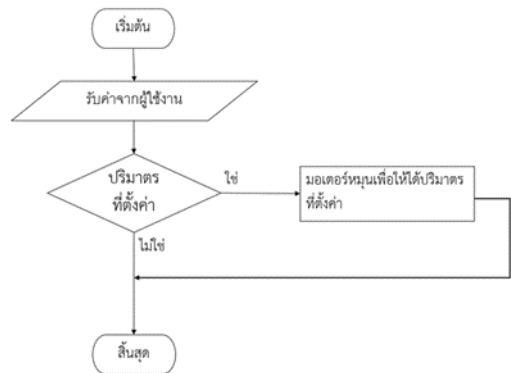 เริ่มต้น
รับค่าจากผู้ใช้งาน
ปริมาตร
ที่ตั้งค่า
ใช่
มอเตอร์หมุนเพื่อให้ได้ปริมาตร
ที่ตั้งค่า
ไม่ใช่
สิ้นสุด